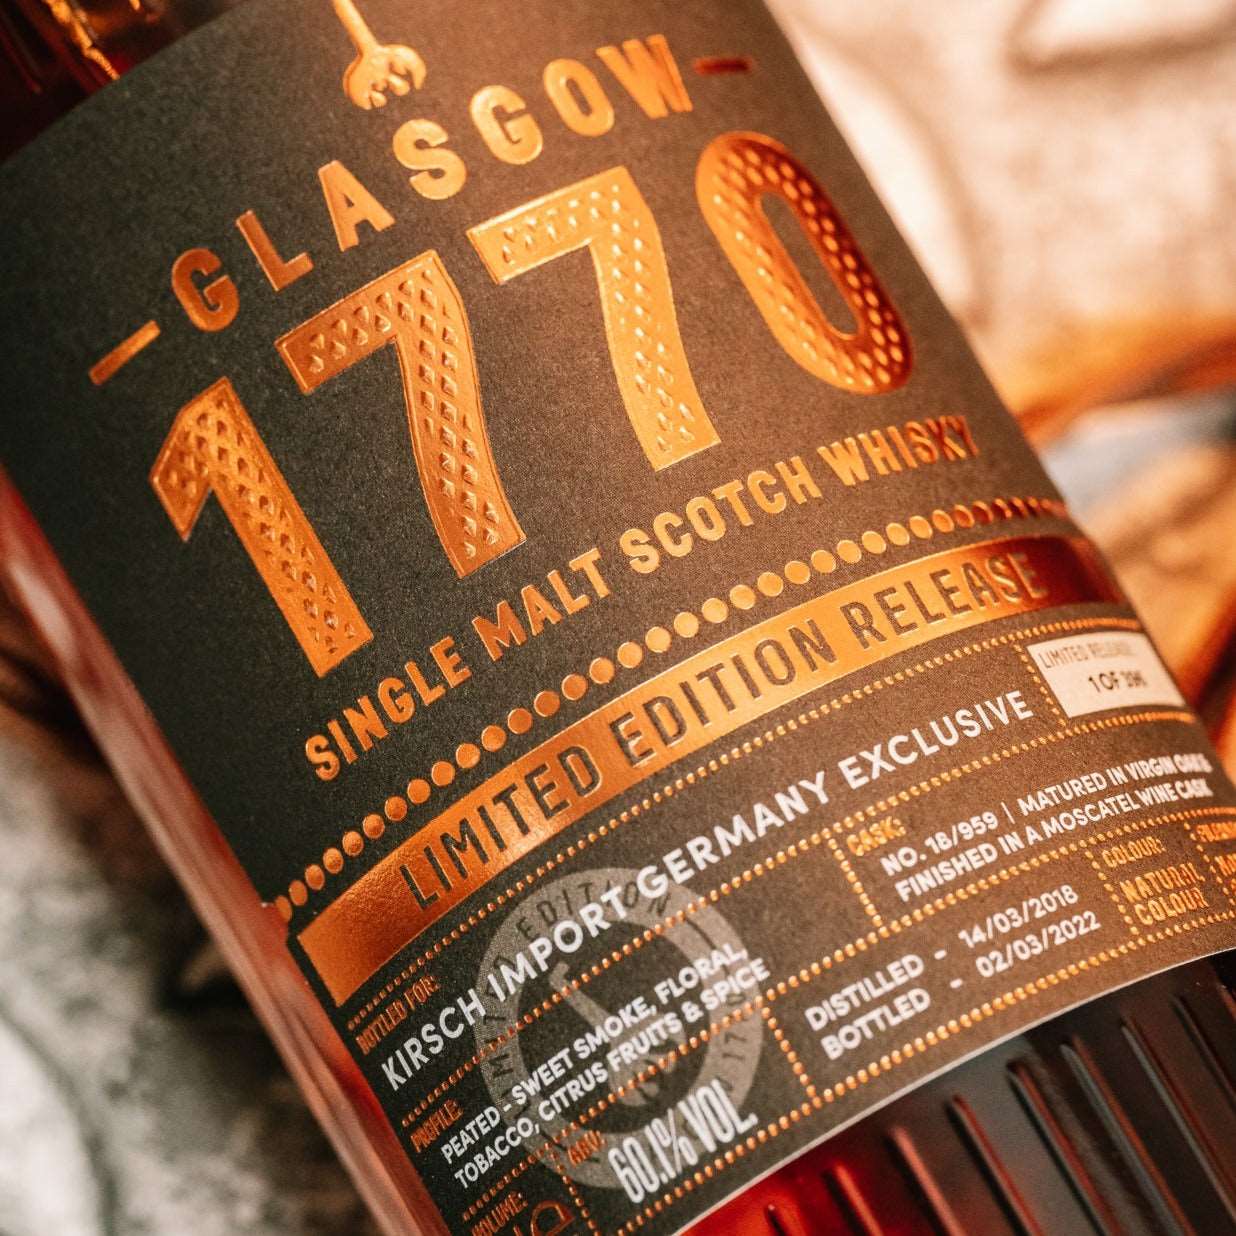 GLASGOW
1770
SINGLE MALT SCOTCH WHISKY
LIMITED EDITION RELEASE
BOTTLED FOR:
KIRSCH IMPORT GERMANY EXCLUSIVE
LIMITED RELEASE:
1 OF
PROFILE:
PEATED - SWEET SMOKE, FLORAL,
TOBACCO, CITRUS FRUITS & SPICE
CASK:
NO. 18/959 | MATURED IN VIRGIN OAK &
FINISHED IN A MOSCATEL WINE CASK
ABV:
60.1% VOL.
DISTILLED - 14/03/2018
BOTTLED - 02/03/2022
COLOUR:
NATURAL
COLOUR
VOLUME: